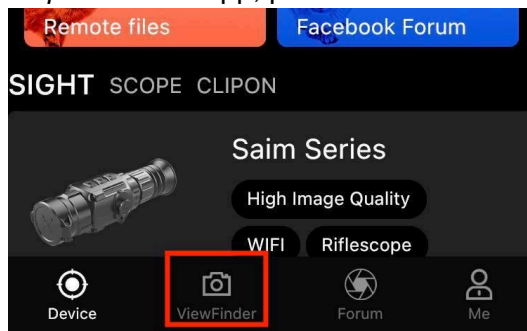 Remote files Facebook Forum
SIGHT SCOPE CLIPON
Saim Series
High Image Quality
WIFI Riflescope
Device ViewFinder Forum Me